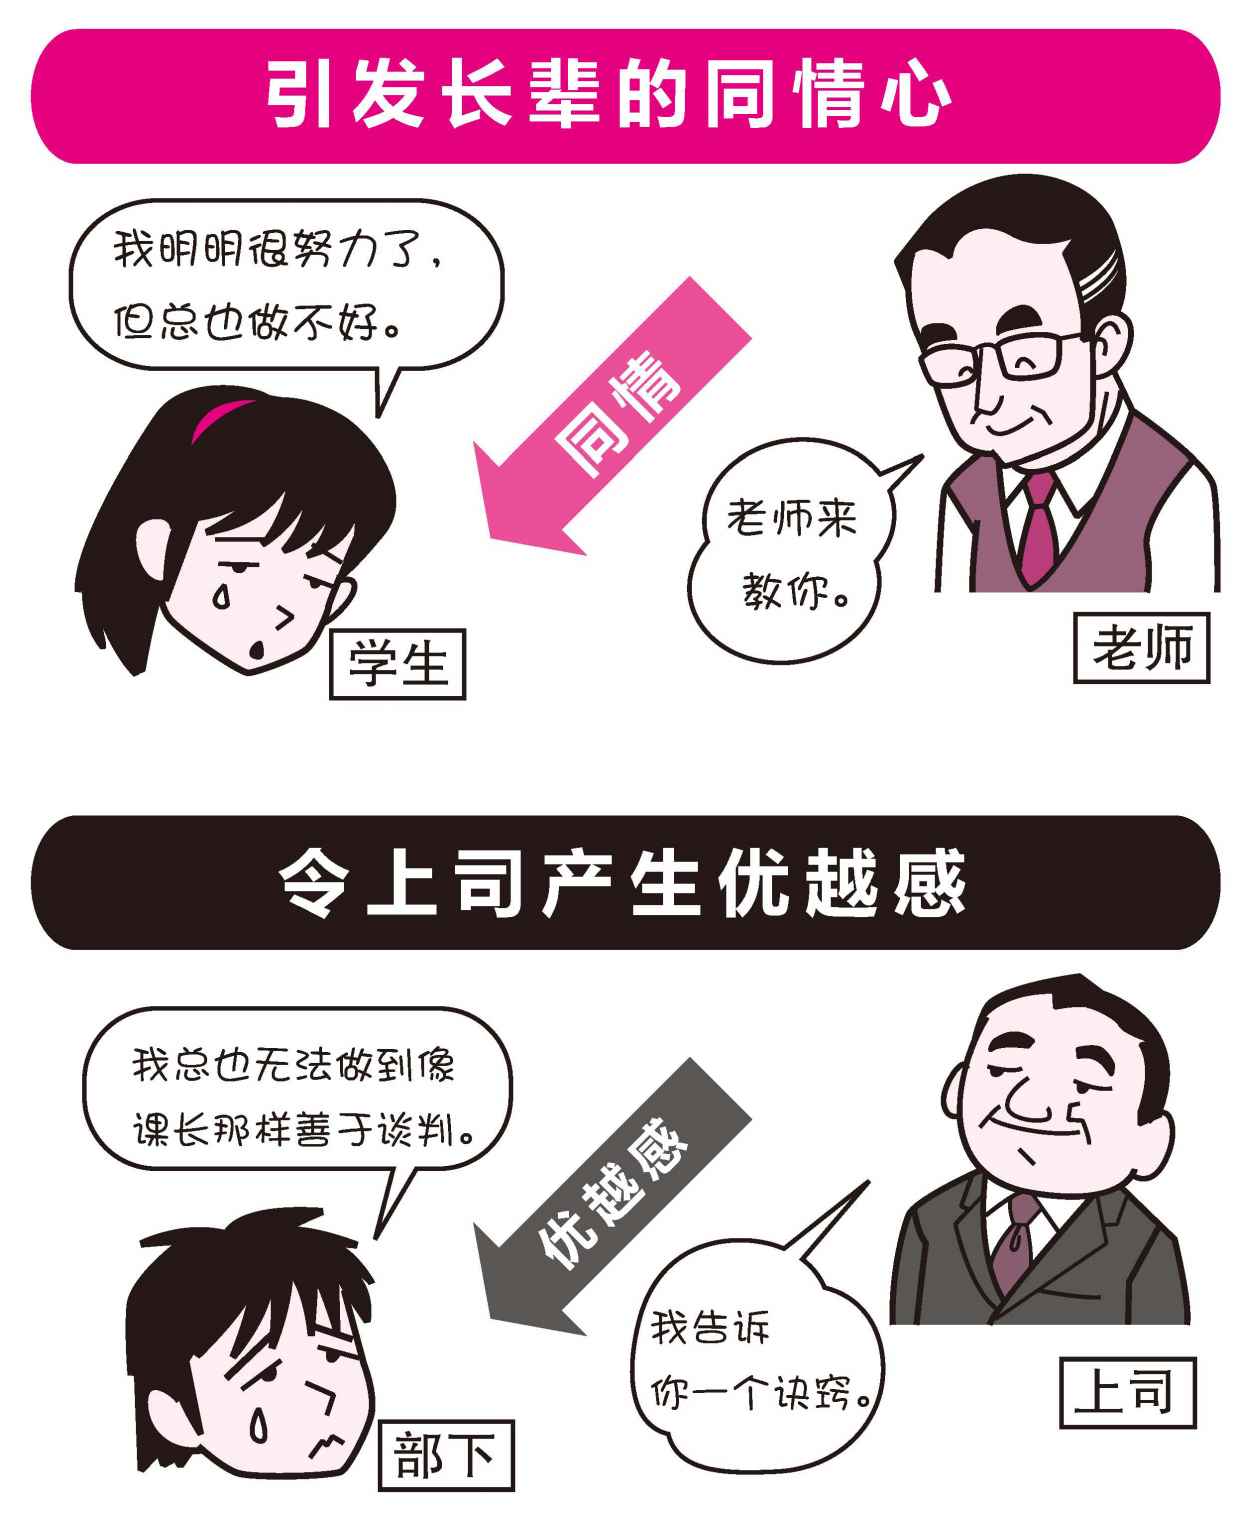 引发长辈的同情心
我明明很努力了，
但总也做不好。
同情
老师来
教你。
学生
老师
令上司产生优越感
我总也无法做到像
课长那样善于谈判。
优越感
我告诉
你一个诀窍。
上司
部下